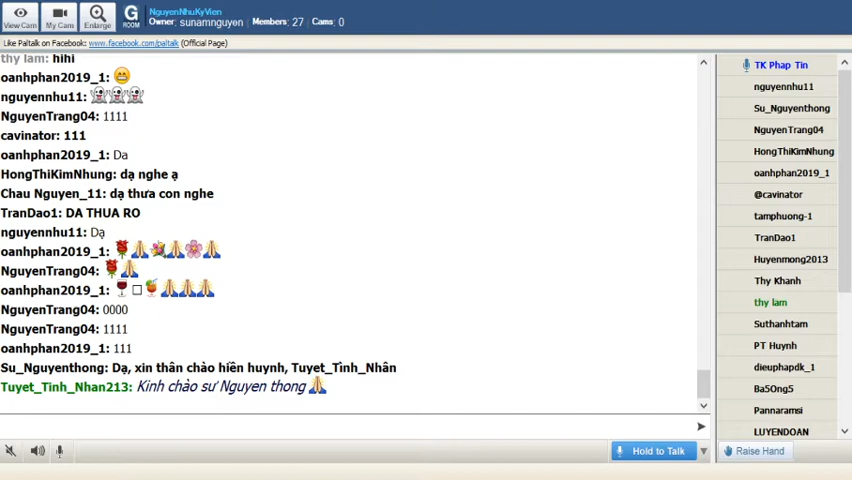 View Cam
My Cam
Enlarge
G
ROOM
NguyenNhuKyVien
Owner: sunamnguyen , Members: 27 , Cams: 0
Like Paltalk on Facebook: www.facebook.com/paltalk (Official Page)
thy lam: hihi
oanhphan2019_1: 😁
nguyennhu11: 👻👻👻
NguyenTrang04: 1111
cavinator: 111
oanhphan2019_1: Da
HongThiKimNhung: dạ nghe ạ
Chau Nguyen_11: dạ thưa con nghe
TranDao1: DA THUA RO
nguyennhu11: Dạ
oanhphan2019_1: 🌹🙏💐🙏🌸🙏
NguyenTrang04: 🌹🙏
oanhphan2019_1: 🍷□🍹🙏🙏🙏
NguyenTrang04: 0000
NguyenTrang04: 1111
oanhphan2019_1: 111
Su_Nguyenthong: Dạ, xin thân chào hiền huynh, Tuyet_Tình_Nhân
Tuyet_Tinh_Nhan213: Kinh chào sư Nguyen thong 🙏
Hold to Talk
TK Phap Tin
nguyennhu11
Su_Nguyenthong
NguyenTrang04
HongThiKimNhung
oanhphan2019_1
@cavinator
tamphuong-1
TranDao1
Huyenmong2013
Thy Khanh
thy lam
Suthanhtam
PT Huynh
dieuphapdk_1
Ba5Ong5
Pannaramsi
LUYENDOAN
Raise Hand